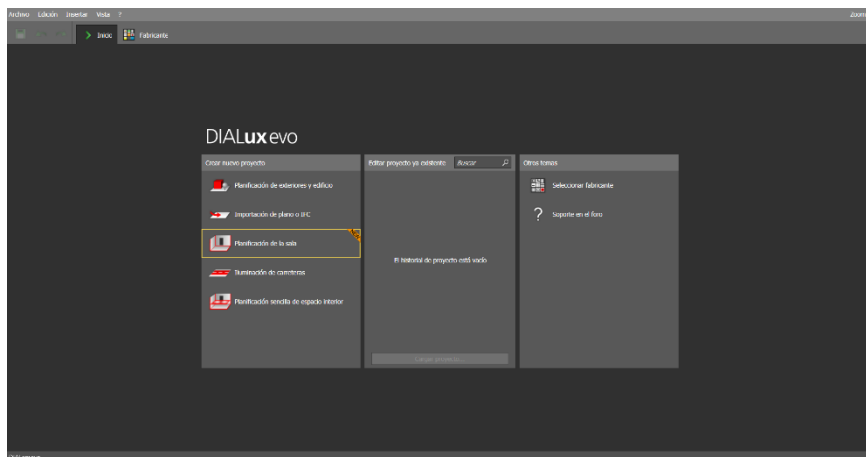 Archivo Edición Insertar Vista ?
Zoom
Inicio Fabricante
DIALux evo
Crear nuevo proyecto
Planificación de exteriores y edificio
Importación de plano o IFC
Planificación de la sala
Iluminación de carreteras
Planificación sencilla de espacio interior
Editar proyecto ya existente Buscar
El historial de proyecto está vacío
Cargar proyecto...
Otros temas
Seleccionar fabricante
Soporte en el foro